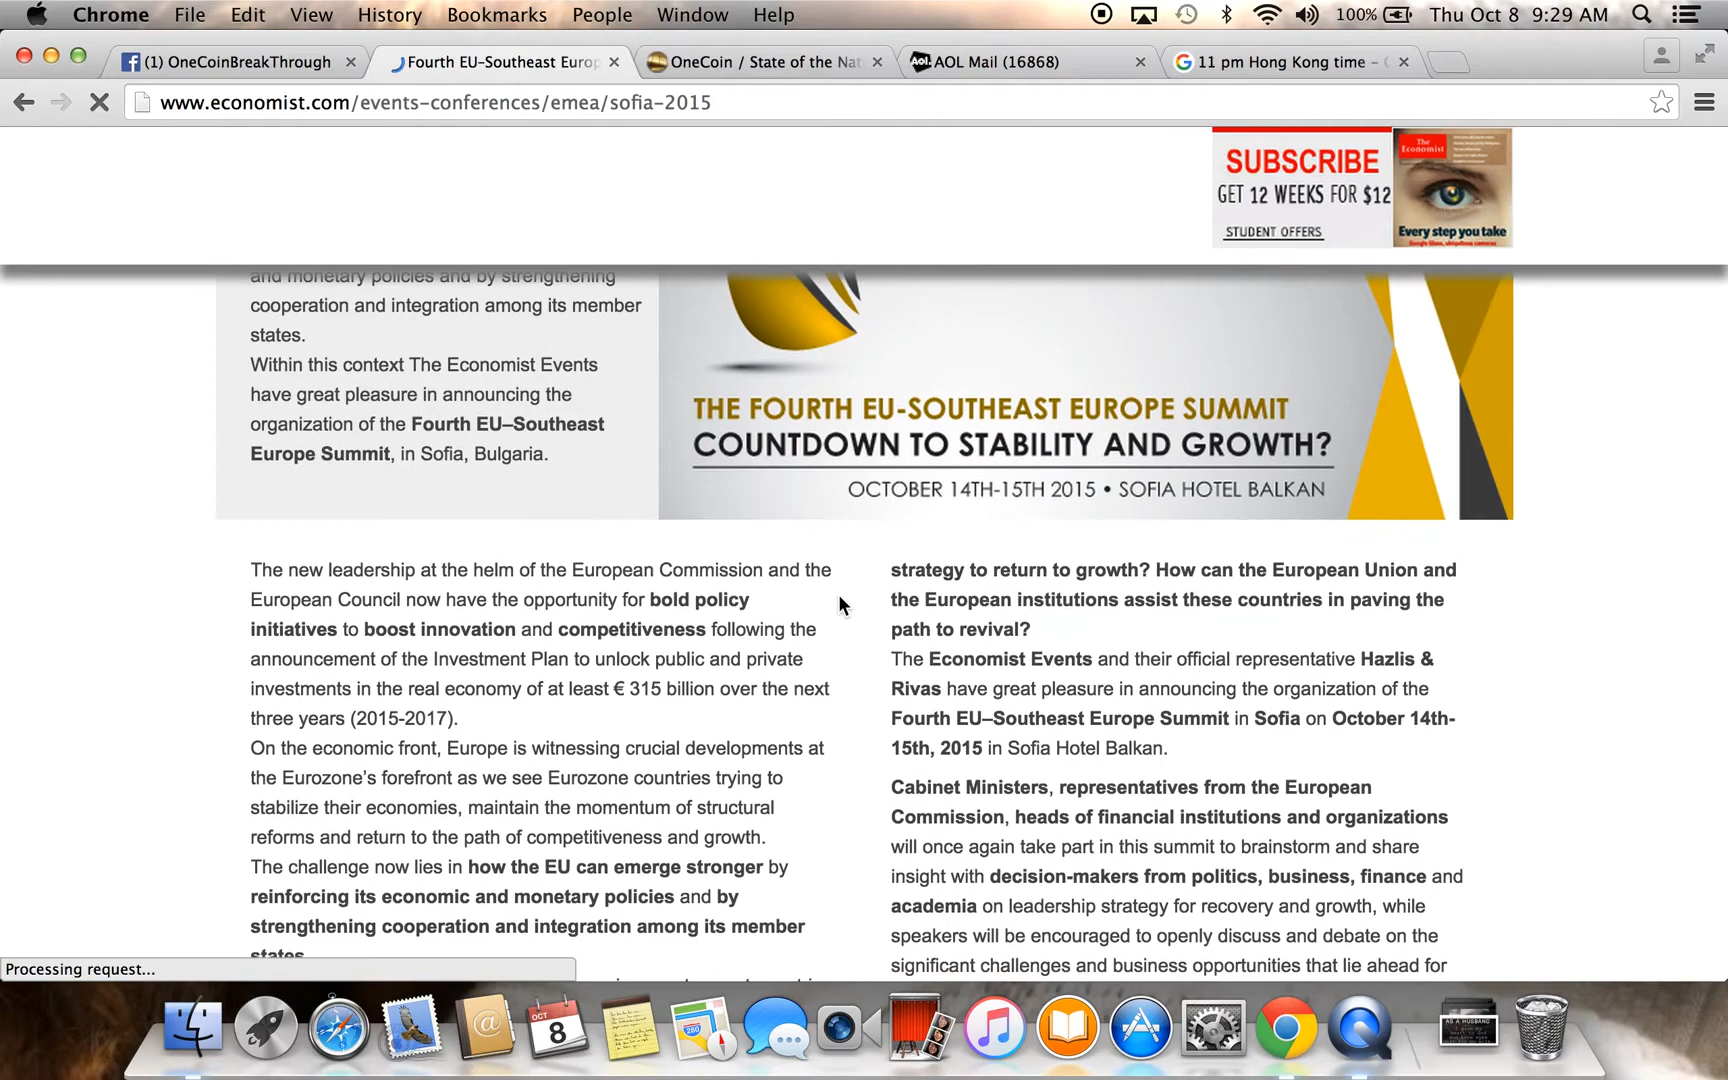 Chrome File Edit View History Bookmarks People Window Help 100% Thu Oct 8 9:29 AM
(1) OneCoinBreakThrough Fourth EU-Southeast Europ OneCoin / State of the Nat Aol. AOL Mail (16868) 11 pm Hong Kong time -
www.economist.com/events-conferences/emea/sofia-2015
SUBSCRIBE
GET 12 WEEKS FOR $12
STUDENT OFFERS
The Economist
Every step you take
and monetary policies and by strengthening
cooperation and integration among its member
states.
Within this context The Economist Events
have great pleasure in announcing the
organization of the Fourth EU–Southeast
Europe Summit, in Sofia, Bulgaria.
THE FOURTH EU-SOUTHEAST EUROPE SUMMIT
COUNTDOWN TO STABILITY AND GROWTH?
OCTOBER 14TH-15TH 2015 • SOFIA HOTEL BALKAN
The new leadership at the helm of the European Commission and the
European Council now have the opportunity for bold policy
initiatives to boost innovation and competitiveness following the
announcement of the Investment Plan to unlock public and private
investments in the real economy of at least € 315 billion over the next
three years (2015-2017).
On the economic front, Europe is witnessing crucial developments at
the Eurozone’s forefront as we see Eurozone countries trying to
stabilize their economies, maintain the momentum of structural
reforms and return to the path of competitiveness and growth.
The challenge now lies in how the EU can emerge stronger by
reinforcing its economic and monetary policies and by
strengthening cooperation and integration among its member
states
strategy to return to growth? How can the European Union and
the European institutions assist these countries in paving the
path to revival?
The Economist Events and their official representative Hazlis &
Rivas have great pleasure in announcing the organization of the
Fourth EU–Southeast Europe Summit in Sofia on October 14th-
15th, 2015 in Sofia Hotel Balkan.
Cabinet Ministers, representatives from the European
Commission, heads of financial institutions and organizations
will once again take part in this summit to brainstorm and share
insight with decision-makers from politics, business, finance and
academia on leadership strategy for recovery and growth, while
speakers will be encouraged to openly discuss and debate on the
significant challenges and business opportunities that lie ahead for
Processing request...
OCT
8
280
AS A HUSBAND